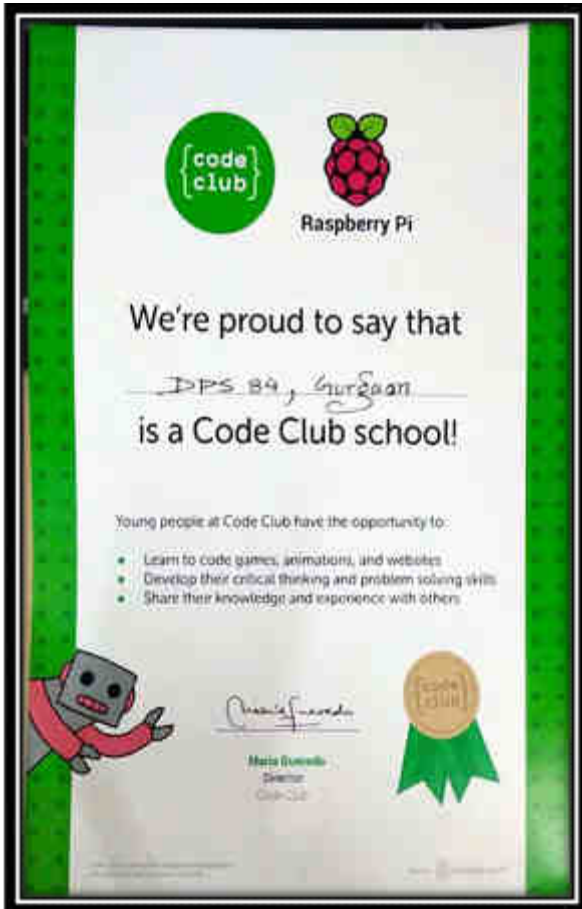 {code
club}
Raspberry Pi
We're proud to say that
DPS 84, Gurgaon
is a Code Club school!
Young people at Code Club have the opportunity to:
• Learn to code games, animations, and websites
• Develop their critical thinking and problem solving skills
• Share their knowledge and experience with others
{code
club}
Maria Quevedo
Director
Code Club